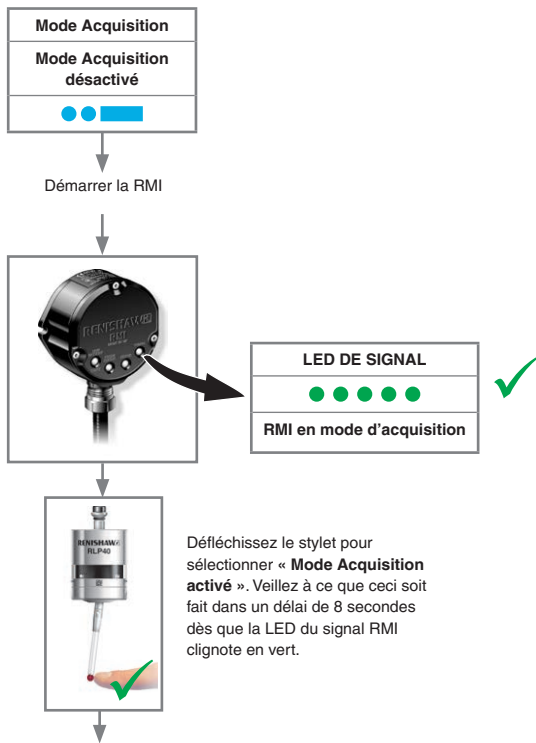 Mode Acquisition
Mode Acquisition
désactivé
Démarrer la RMI
RENISHAW
RMI
LED DE SIGNAL
RMI en mode d'acquisition
RENISHAW
RLP40
Défléchissez le stylet pour
sélectionner « Mode Acquisition
activé ». Veillez à ce que ceci soit
fait dans un délai de 8 secondes
dès que la LED du signal RMI
clignote en vert.